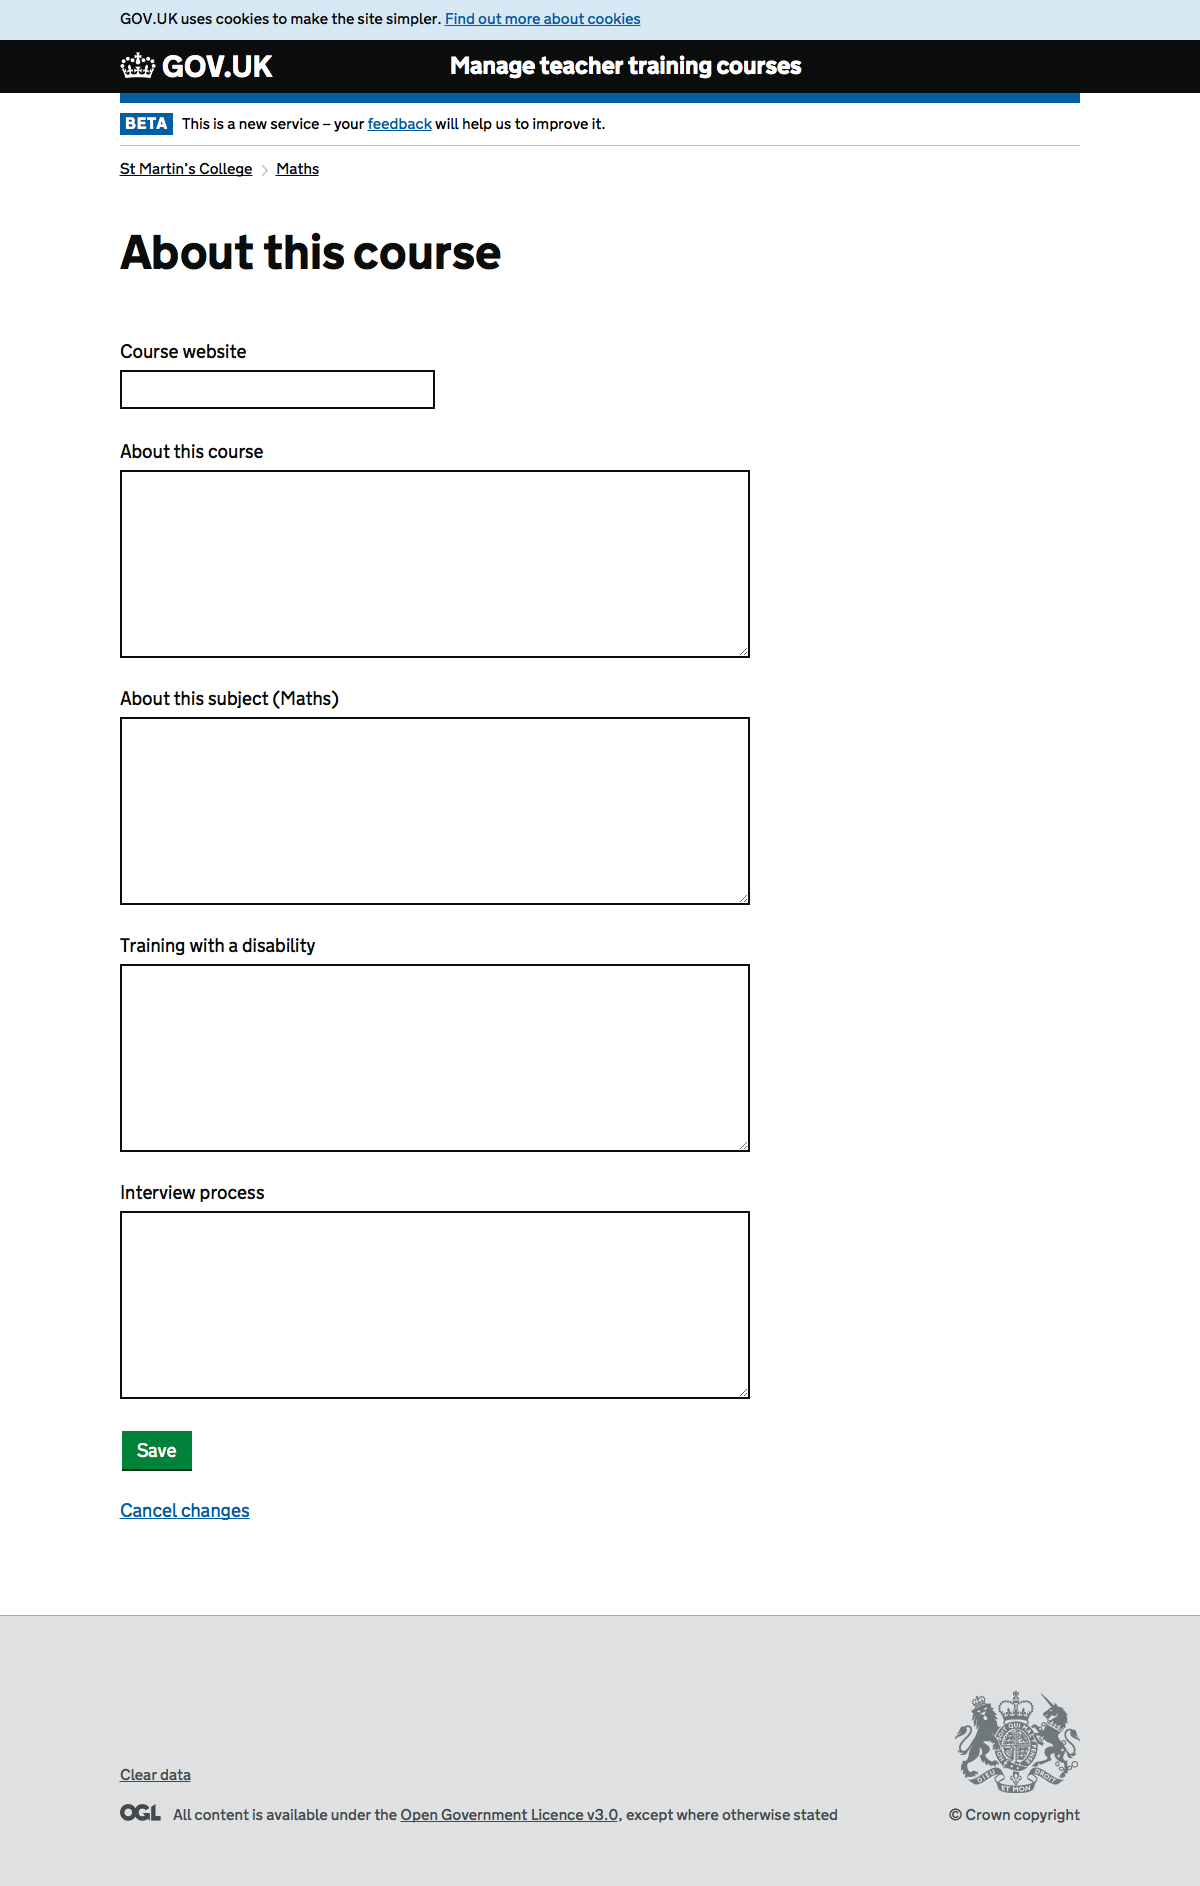 GOV.UK uses cookies to make the site simpler. Find out more about cookies
GOV.UK
Manage teacher training courses
BETA This is a new service – your feedback will help us to improve it.
St Martin's College > Maths
About this course
Course website
About this course
About this subject (Maths)
Training with a disability
Interview process
Save
Cancel changes
Clear data
OGL All content is available under the Open Government Licence v3.0, except where otherwise stated
DIEU ET MON DROIT
© Crown copyright